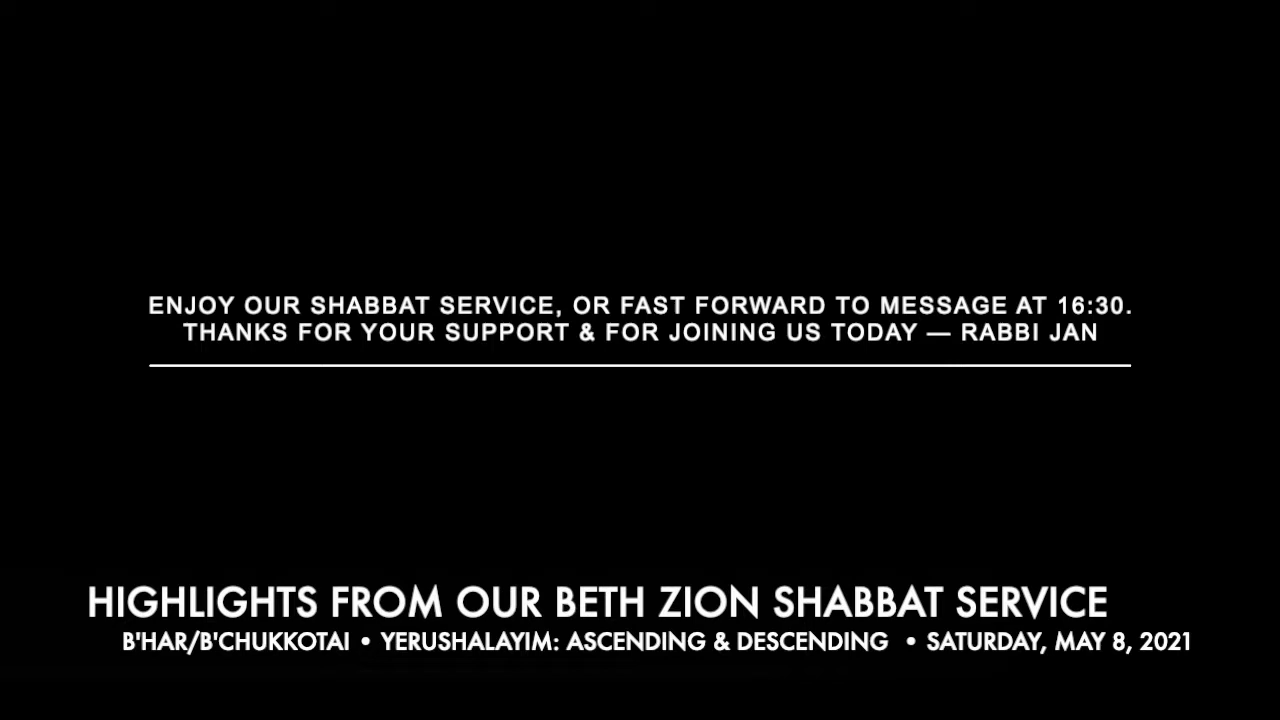 ENJOY OUR SHABBAT SERVICE, OR FAST FORWARD TO MESSAGE AT 16:30.
THANKS FOR YOUR SUPPORT & FOR JOINING US TODAY — RABBI JAN
HIGHLIGHTS FROM OUR BETH ZION SHABBAT SERVICE
B'HAR/B'CHUKKOTAI • YERUSHALAYIM: ASCENDING & DESCENDING • SATURDAY, MAY 8, 2021